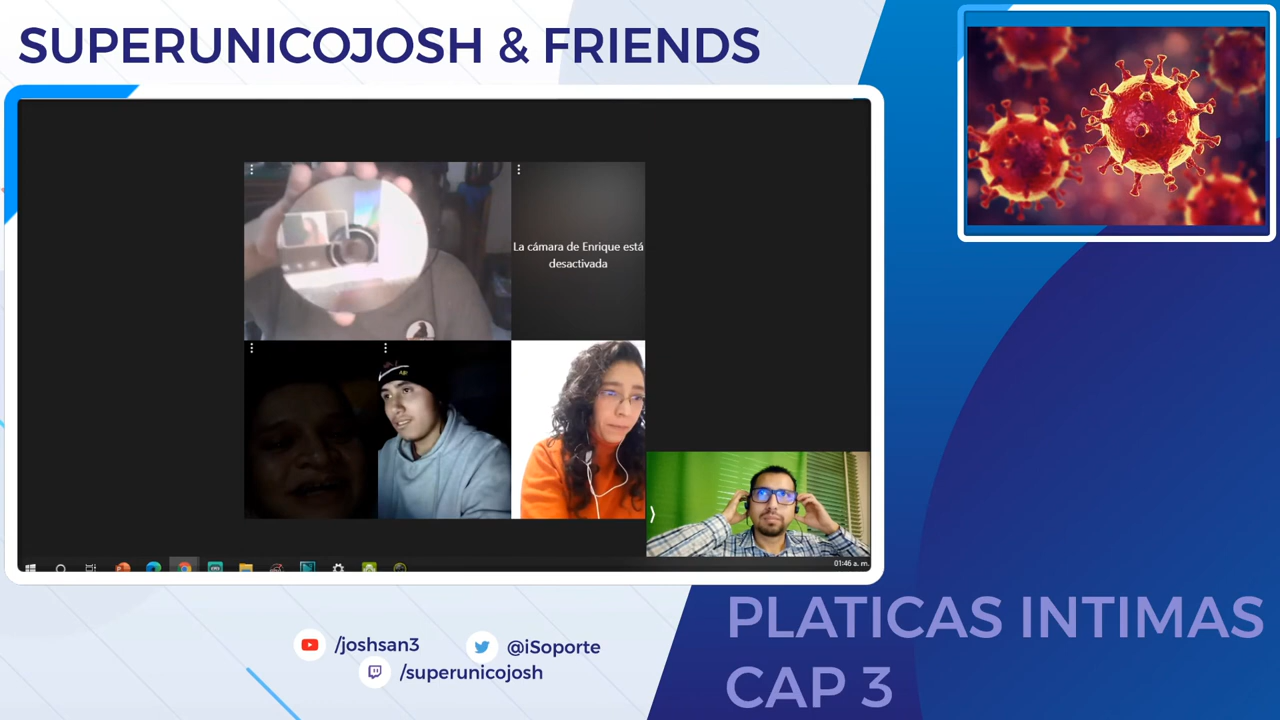 SUPERUNICOJOSH & FRIENDS
La cámara de Enrique está
desactivada
01:46 a. m.
/joshsan3
@iSoporte
/superunicojosh
PLATICAS INTIMAS
CAP 3